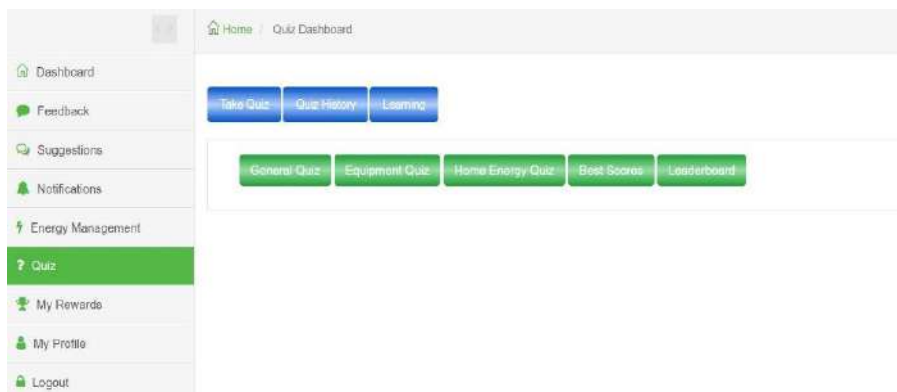 Home / Quiz Dashboard
Dashboard
Feedback
Suggestions
Notifications
Energy Management
? Quiz
My Rewards
My Profile
Logout
Take Quiz Quiz History Learning
General Quiz Equipment Quiz Home Energy Quiz Best Scores Leaderboard